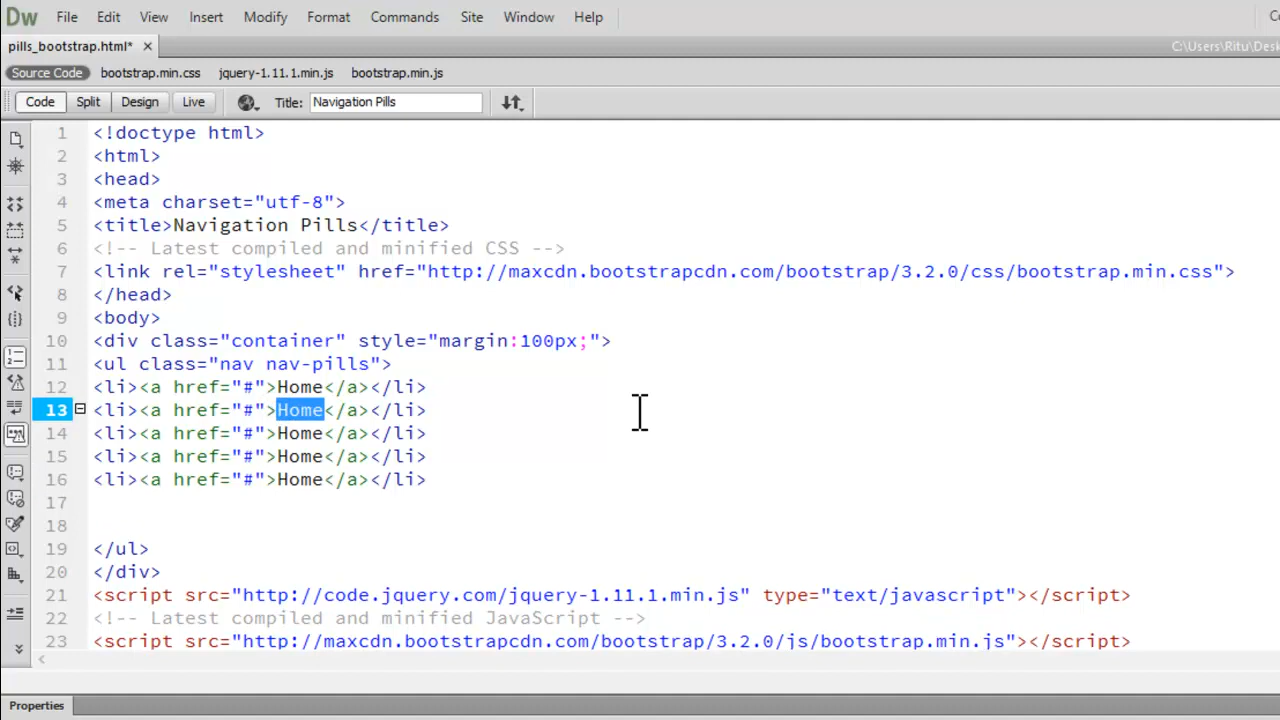 Dw File Edit View Insert Modify Format Commands Site Window Help
pills_bootstrap.html* ×
C:\Users\Ritu\Desk
Source Code bootstrap.min.css jquery-1.11.1.min.js bootstrap.min.js
Code Split Design Live Title: Navigation Pills
1 <!doctype html>
2 <html>
3 <head>
4 <meta charset="utf-8">
5 <title>Navigation Pills</title>
6 <!-- Latest compiled and minified CSS -->
7 <link rel="stylesheet" href="http://maxcdn.bootstrapcdn.com/bootstrap/3.2.0/css/bootstrap.min.css">
8 </head>
9 <body>
10 <div class="container" style="margin:100px;">
11 <ul class="nav nav-pills">
12 <li><a href="#">Home</a></li>
13 <li><a href="#">Home</a></li>
14 <li><a href="#">Home</a></li>
15 <li><a href="#">Home</a></li>
16 <li><a href="#">Home</a></li>
17
18
19 </ul>
20 </div>
21 <script src="http://code.jquery.com/jquery-1.11.1.min.js" type="text/javascript"></script>
22 <!-- Latest compiled and minified JavaScript -->
23 <script src="http://maxcdn.bootstrapcdn.com/bootstrap/3.2.0/js/bootstrap.min.js"></script>
Properties